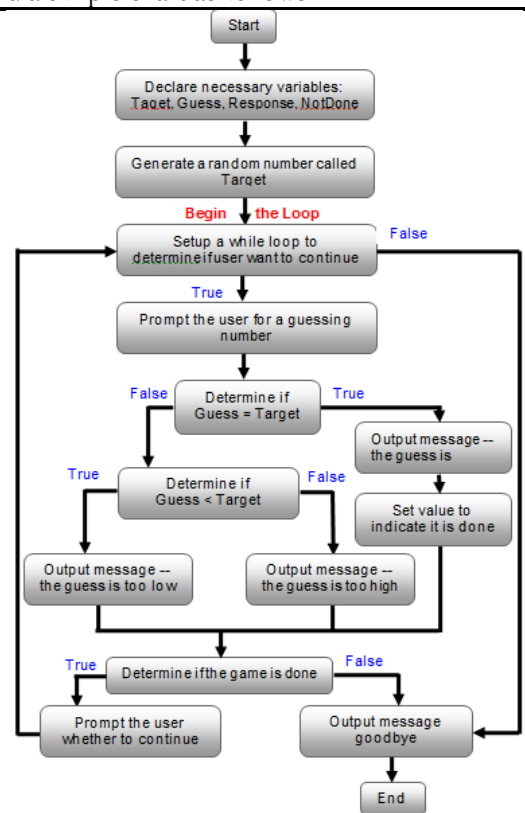 Start
Declare necessary variables:
Taget, Guess, Response, NotDone
Generate a random number called
Target
Begin the Loop
Setup a while loop to
determine if user want to continue
False
True
Prompt the user for a guessing
number
False
Determine if
Guess = Target
True
Output message --
the guess is
True
Determine if
Guess < Target
False
Set value to
indicate it is done
Output message --
the guess is too low
Output message --
the guess is too high
True
Determine if the game is done
False
Prompt the user
whether to continue
Output message
goodbye
End